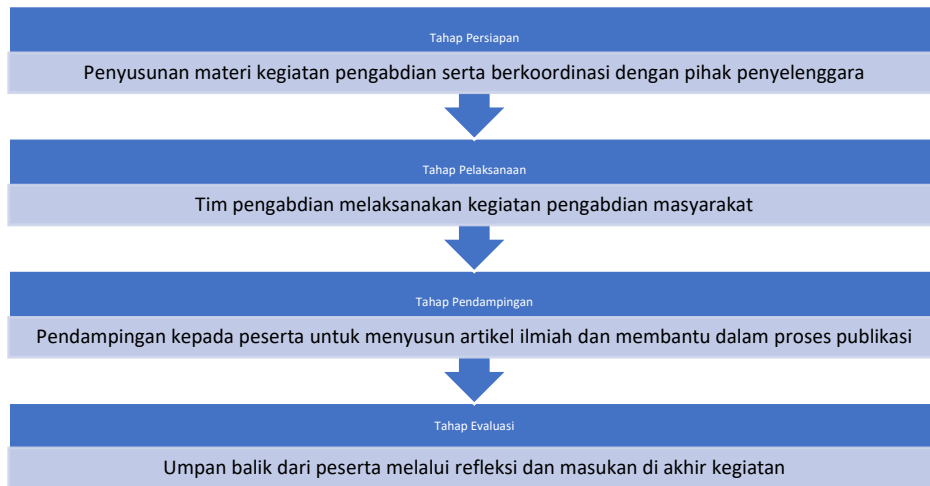 Tahap Persiapan
Penyusunan materi kegiatan pengabdian serta berkoordinasi dengan pihak penyelenggara
Tahap Pelaksanaan
Tim pengabdian melaksanakan kegiatan pengabdian masyarakat
Tahap Pendampingan
Pendampingan kepada peserta untuk menyusun artikel ilmiah dan membantu dalam proses publikasi
Tahap Evaluasi
Umpan balik dari peserta melalui refleksi dan masukan di akhir kegiatan